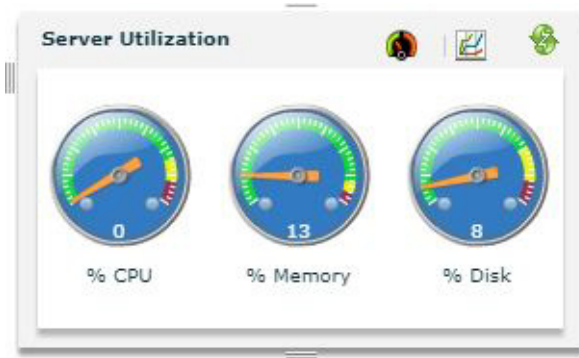 Server Utilization
0
13
8
% CPU
% Memory
% Disk